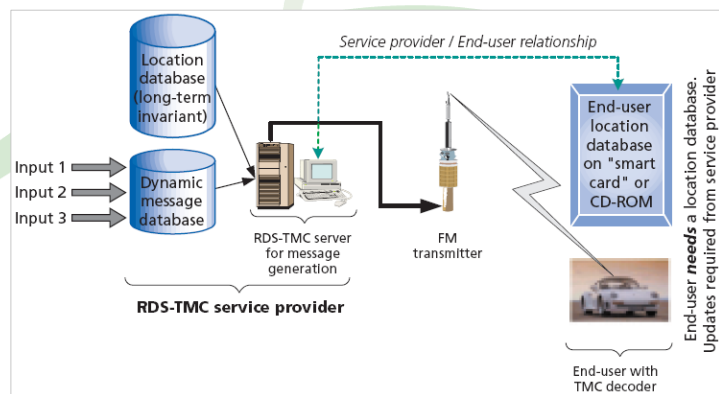 Service provider / End-user relationship
Location
database
(long-term
invariant)
Input 1
Input 2
Input 3
Dynamic
message
database
RDS-TMC server
for message
generation
RDS-TMC service provider
FM
transmitter
End-user
location
database
on "smart
card" or
CD-ROM
End-user with
TMC decoder
End-user needs a location database.
Updates required from service provider